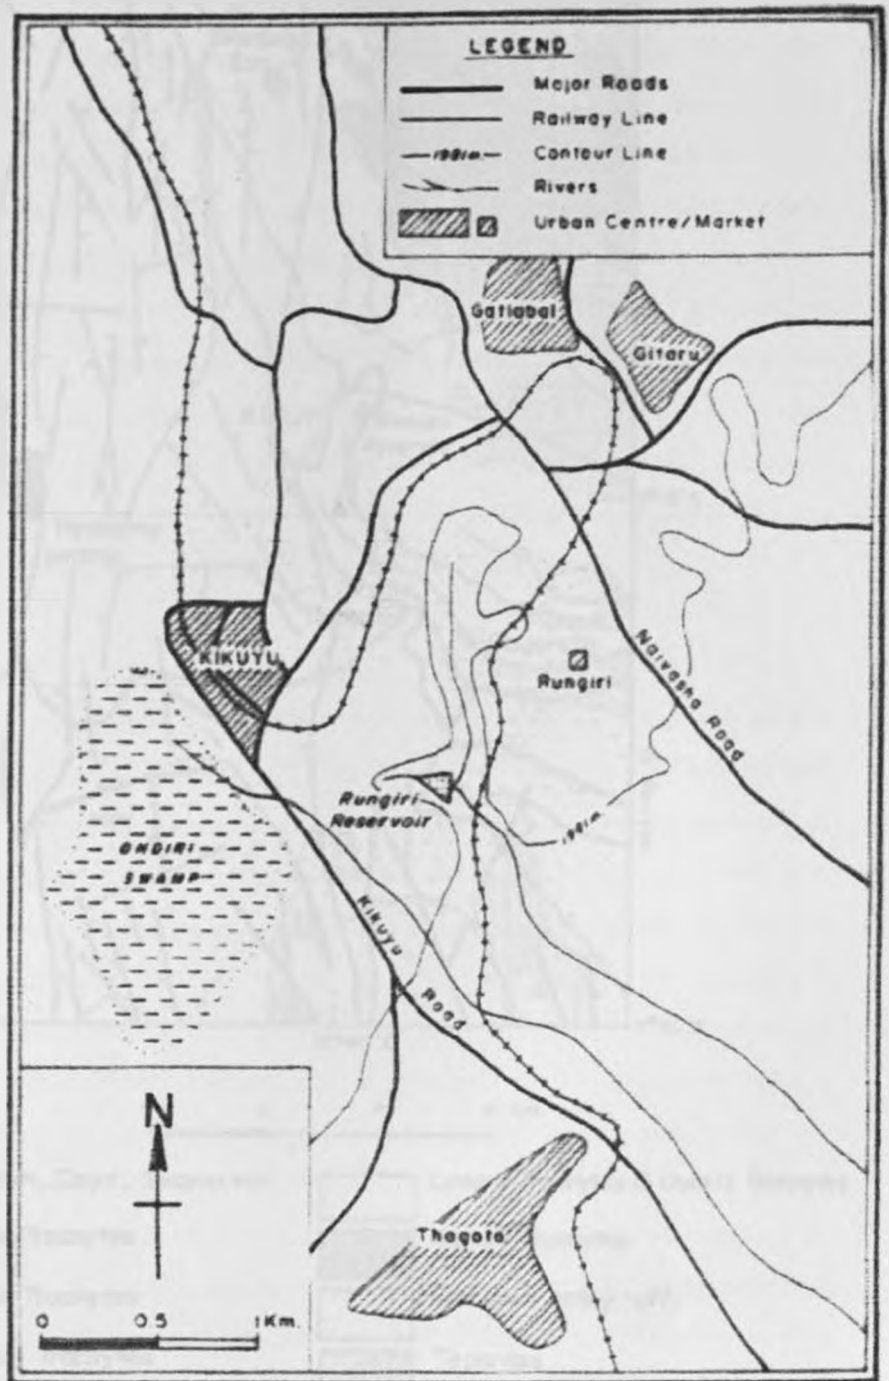 LEGEND
Major Roads
Railway Line
1981m.
Contour Line
Rivers
Urban Centre/Market
Gitaru
KIKUYU
Rungiri
Naivasha Road
Rungiri
Reservoir
1981m
ONDIRI
SWAMP
Kikuyu Road
N
Thogoto
0 0.5 1 Km.